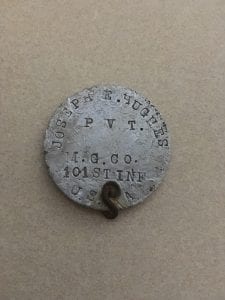 JOSEPH E. HUGHES
PVT.
M.G.CO.
101ST INF
U.S.A.